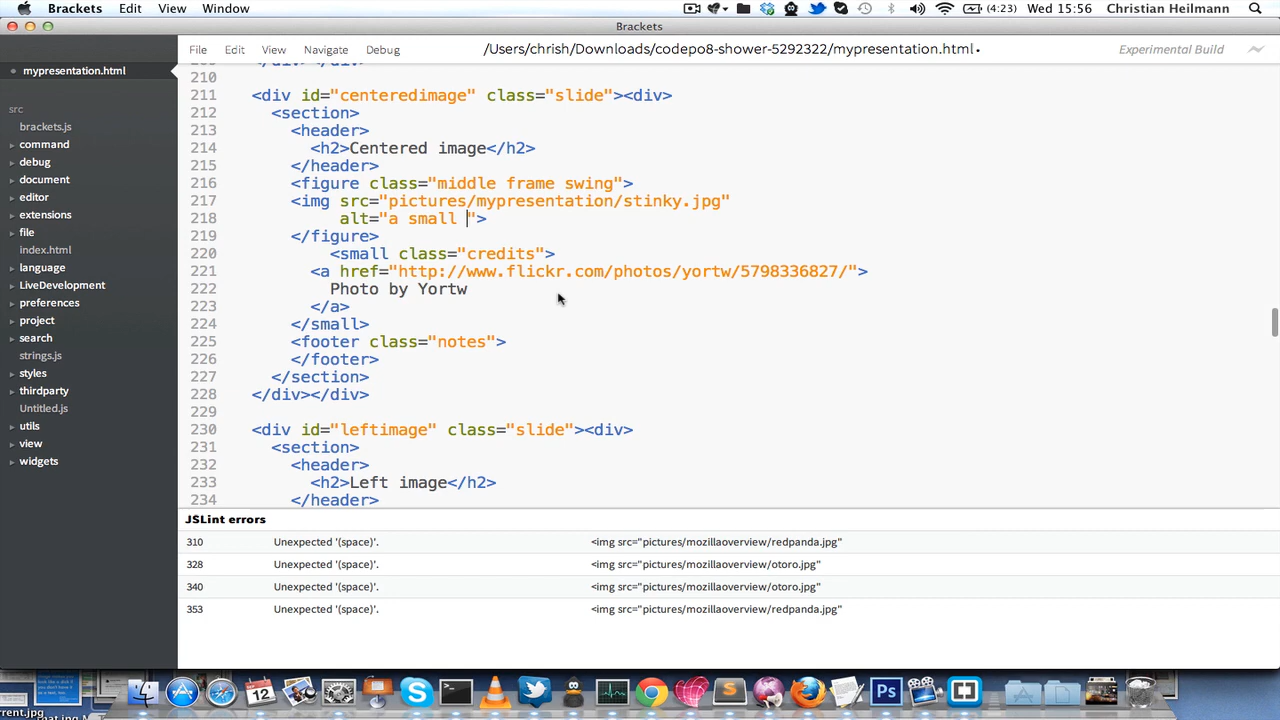 Brackets Edit View Window (4:23) Wed 15:56 Christian Heilmann
Brackets
File Edit View Navigate Debug /Users/chrish/Downloads/codepo8-shower-5292322/mypresentation.html • Experimental Build
mypresentation.html
src
brackets.js
command
debug
document
editor
extensions
file
index.html
language
LiveDevelopment
preferences
project
search
strings.js
styles
thirdparty
Untitled.js
utils
view
widgets
210
211 <div id="centeredimage" class="slide"><div>
212 <section>
213 <header>
214 <h2>Centered image</h2>
215 </header>
216 <figure class="middle frame swing">
217 <img src="pictures/mypresentation/stinky.jpg"
218 alt="a small ">
219 </figure>
220 <small class="credits">
221 <a href="http://www.flickr.com/photos/yortw/5798336827/">
222 Photo by Yortw
223 </a>
224 </small>
225 <footer class="notes">
226 </footer>
227 </section>
228 </div></div>
229
230 <div id="leftimage" class="slide"><div>
231 <section>
232 <header>
233 <h2>Left image</h2>
234 </header>
JSLint errors
310 Unexpected '(space)'. <img src="pictures/mozillaoverview/redpanda.jpg"
328 Unexpected '(space)'. <img src="pictures/mozillaoverview/otoro.jpg"
340 Unexpected '(space)'. <img src="pictures/mozillaoverview/otoro.jpg"
353 Unexpected '(space)'. <img src="pictures/mozillaoverview/redpanda.jpg"
12
Ps
rent.jpg